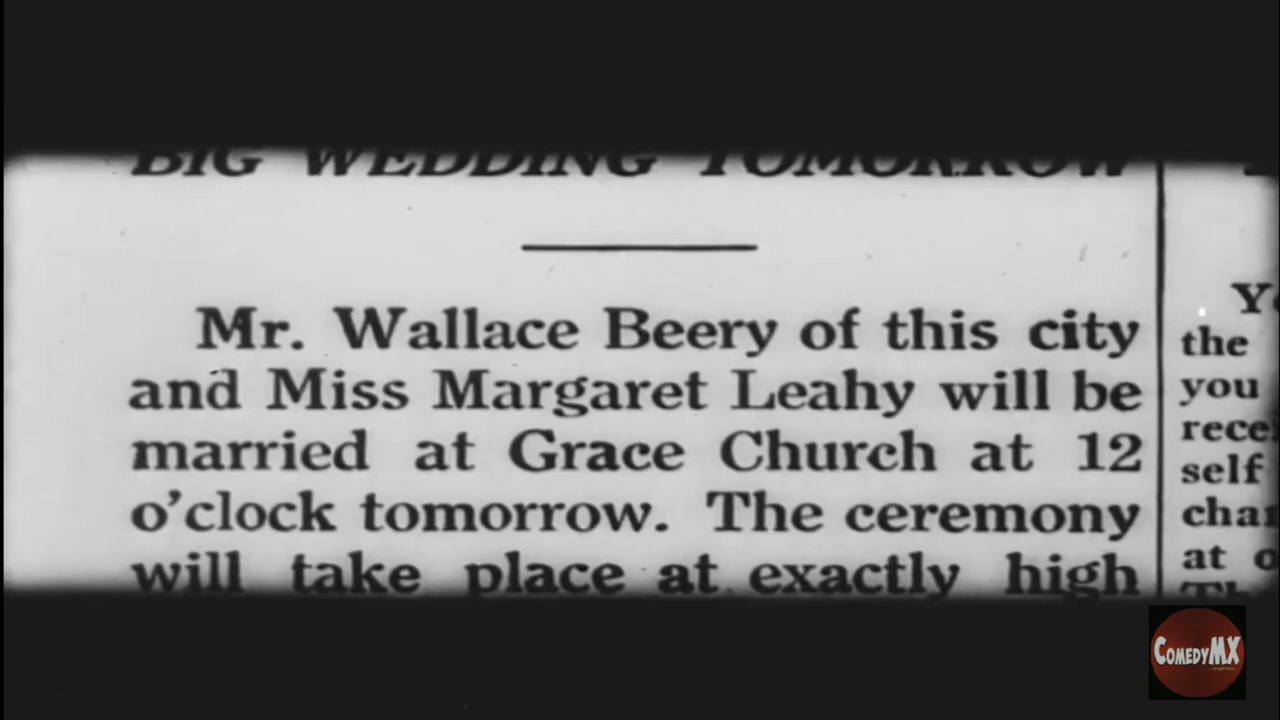 BIG WEDDING TOMORROW
Mr. Wallace Beery of this city
and Miss Margaret Leahy will be
married at Grace Church at 12
o'clock tomorrow. The ceremony
will take place at exactly high
the
you
self
at
COMEDYMX